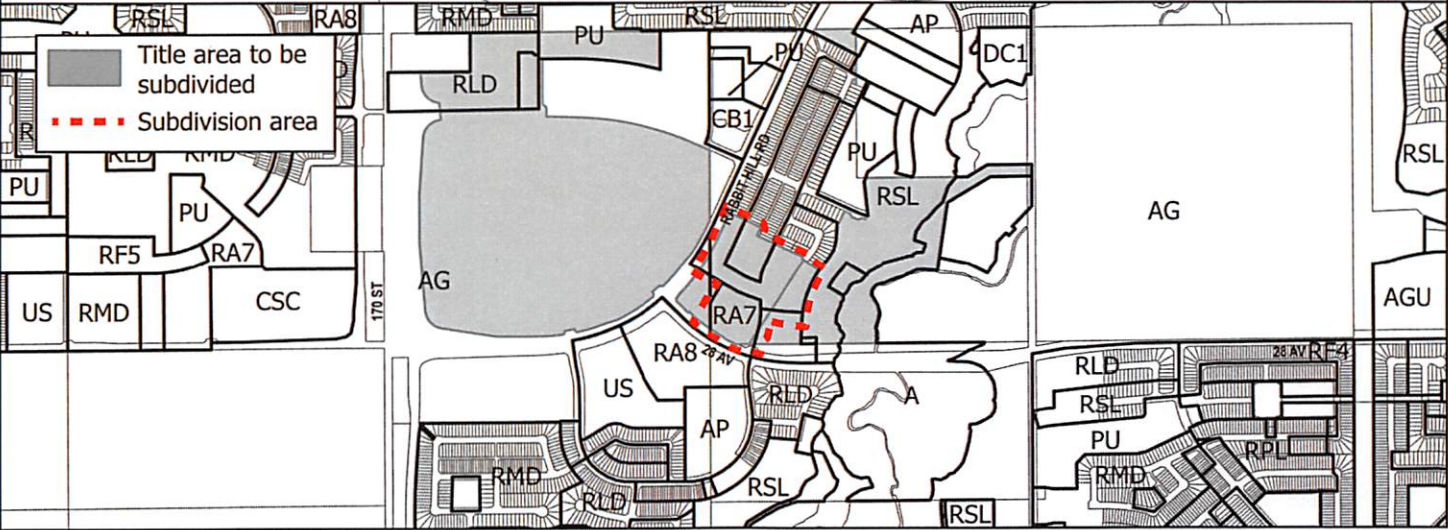 RSL
RA8
RMD
RSL
AP
PU
PU
DC1
AG
Title area to be
subdivided
Subdivision area
RLD
CB1
RABBIT HILL RD
PU
RSL
RSL
RMD
PU
PU
RSL
AG
RF5
RA7
AG
170 ST
US
RMD
CSC
RA7
AGU
RA8
28 AV
28 AV
RF4
RLD
US
RLD
A
RSL
AP
PU
RPL
RMD
RMD
RLD
RSL
RSL